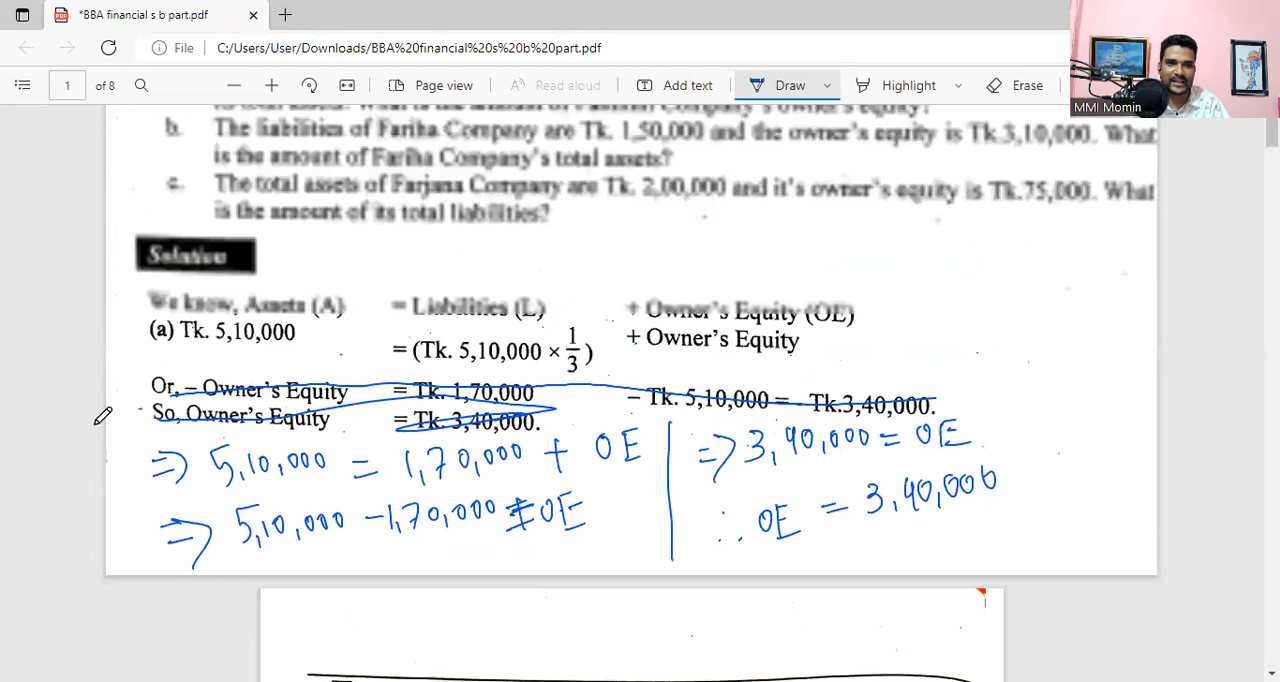 *BBA financial s b part.pdf
File C:/Users/User/Downloads/BBA%20financial%20s%20b%20part.pdf
1 of 8 Page view Read aloud Add text Draw Highlight Erase
MMI Momin
b. The liabilities of Fariha Company are Tk. 1,50,000 and the owner's equity is Tk.3,10,000. What
is the amount of Fariha Company's total assets?
c. The total assets of Farjana Company are Tk. 2,00,000 and it's owner's equity is Tk.75,000. What
is the amount of its total liabilities?
Solution
We know, Assets (A) = Liabilities (L) + Owner's Equity (OE)
(a) Tk. 5,10,000 = (Tk. 5,10,000 × 1/3) + Owner's Equity
Or, – Owner's Equity = Tk. 1,70,000 – Tk. 5,10,000 = - Tk.3,40,000.
So, Owner's Equity = Tk. 3,40,000.
=> 5,10,000 = 1,70,000 + OE
=> 5,10,000 - 1,70,000 = OE
=> 3,40,000 = OE
∴ OE = 3,40,000